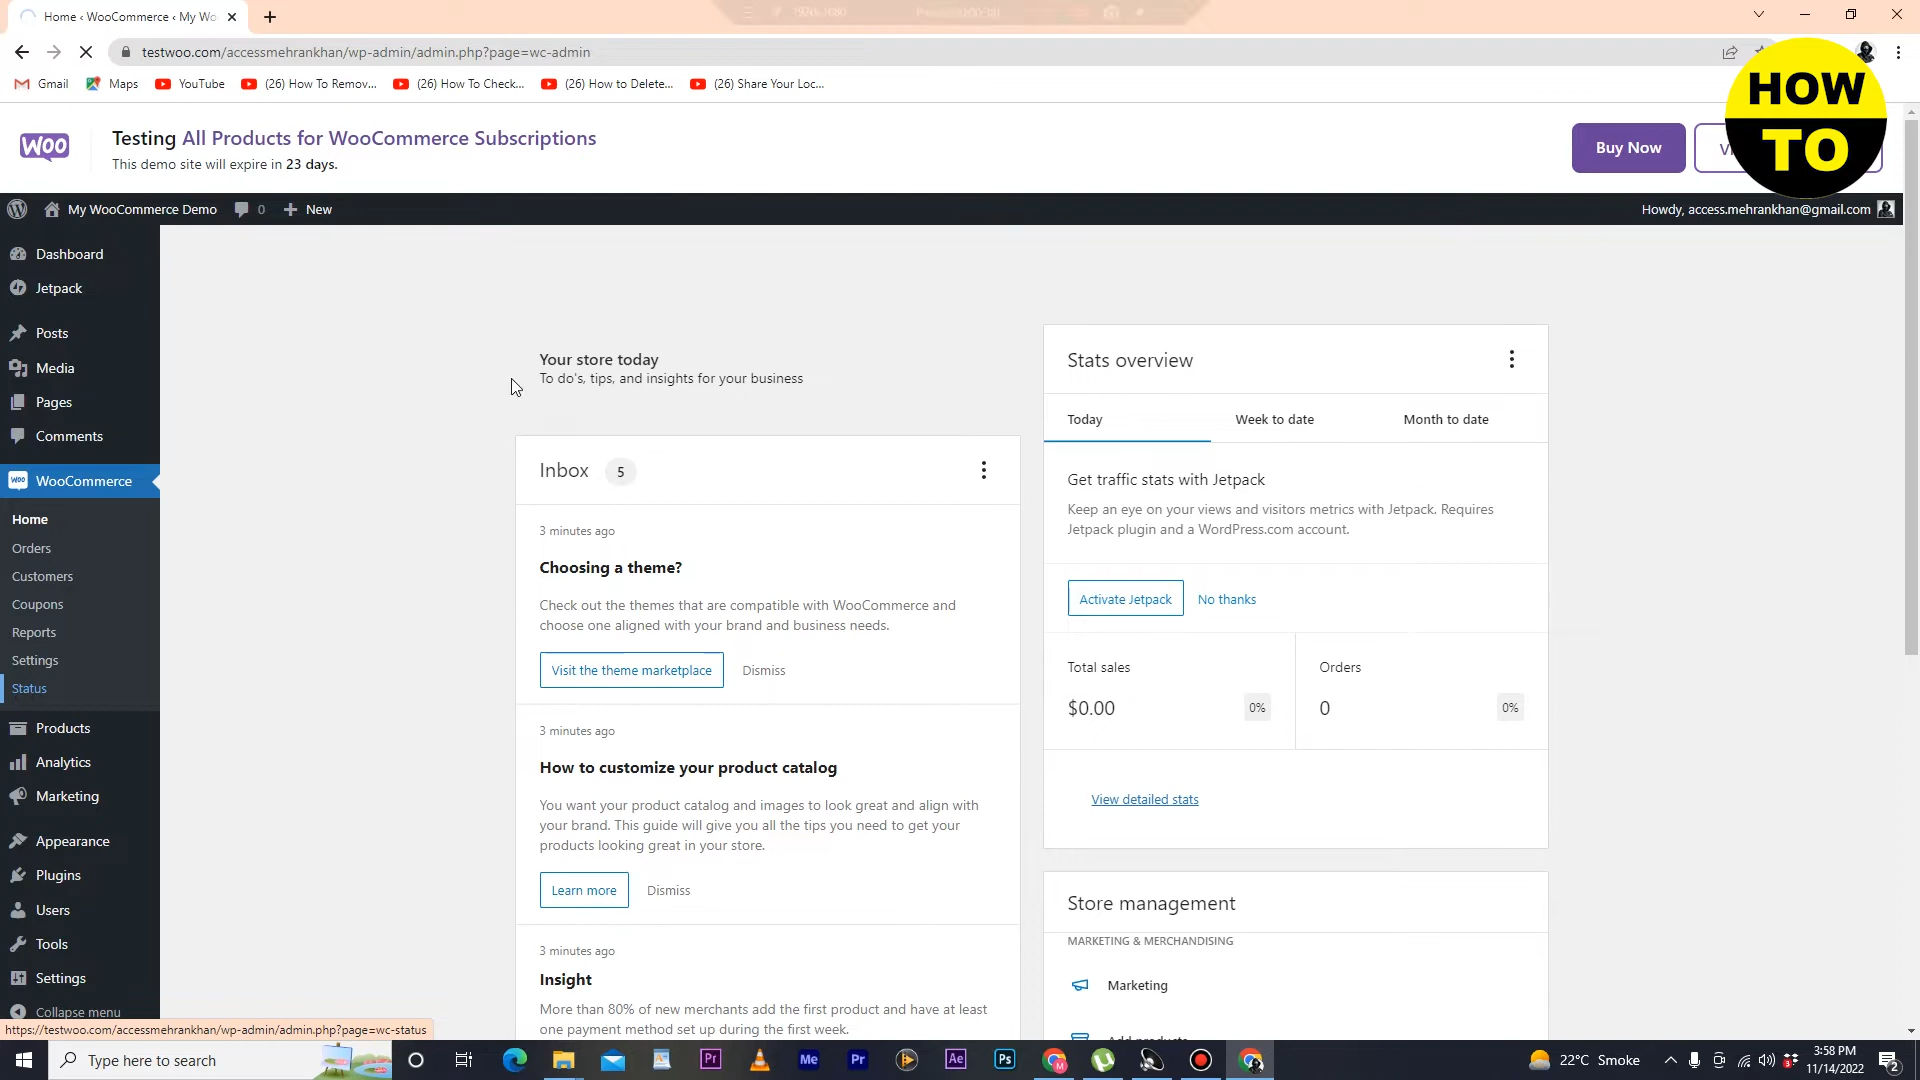 Home ‹ WooCommerce ‹ My Wo
testwoo.com/accessmehrankhan/wp-admin/admin.php?page=wc-admin
Gmail
Maps
YouTube
(26) How To Remov...
(26) How To Check...
(26) How to Delete...
(26) Share Your Loc...
HOW
TO
WOO
Testing All Products for WooCommerce Subscriptions
This demo site will expire in 23 days.
Buy Now
My WooCommerce Demo
0
New
Howdy, access.mehrankhan@gmail.com
Dashboard
Jetpack
Posts
Media
Pages
Comments
WooCommerce
Home
Orders
Customers
Coupons
Reports
Settings
Status
Products
Analytics
Marketing
Appearance
Plugins
Users
Tools
Settings
Collapse menu
Your store today
To do's, tips, and insights for your business
Inbox 5
3 minutes ago
Choosing a theme?
Check out the themes that are compatible with WooCommerce and
choose one aligned with your brand and business needs.
Visit the theme marketplace
Dismiss
3 minutes ago
How to customize your product catalog
You want your product catalog and images to look great and align with
your brand. This guide will give you all the tips you need to get your
products looking great in your store.
Learn more
Dismiss
3 minutes ago
Insight
More than 80% of new merchants add the first product and have at least
one payment method set up during the first week.
Stats overview
Today
Week to date
Month to date
Get traffic stats with Jetpack
Keep an eye on your views and visitors metrics with Jetpack. Requires
Jetpack plugin and a WordPress.com account.
Activate Jetpack
No thanks
Total sales
$0.00
0%
Orders
0
0%
View detailed stats
Store management
MARKETING & MERCHANDISING
Marketing
Add products
https://testwoo.com/accessmehrankhan/wp-admin/admin.php?page=wc-status
Type here to search
Pr
Me
Pr
Ae
Ps
22°C Smoke
3:58 PM
11/14/2022
2